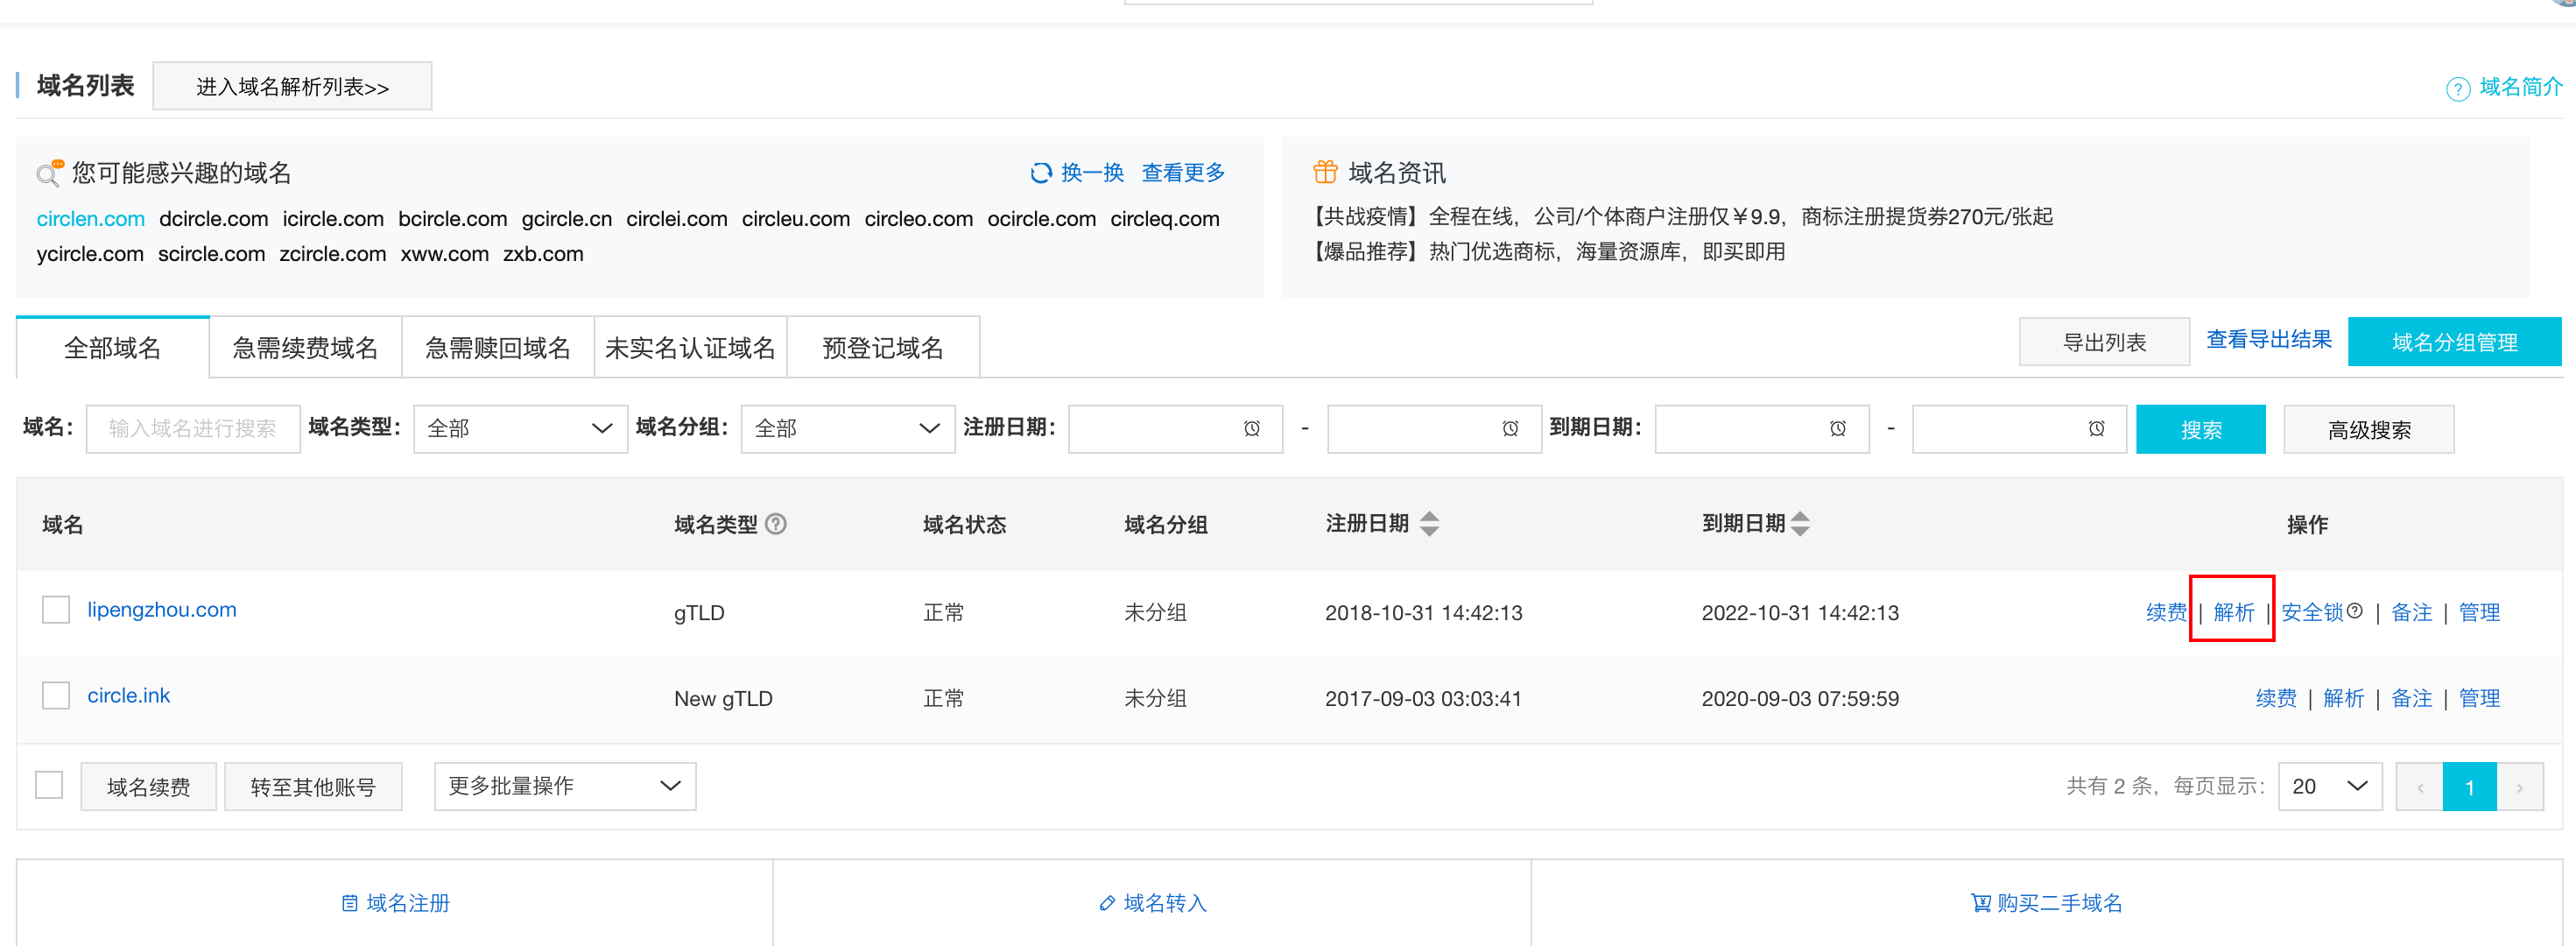 域名列表 进入域名解析列表>> ? 域名简介
您可能感兴趣的域名 换一换 查看更多
circlen.com dcircle.com icircle.com bcircle.com gcircle.cn circlei.com circleu.com circleo.com ocircle.com circleq.com
ycircle.com scircle.com zcircle.com xww.com zxb.com
域名资讯
【共战疫情】全程在线，公司/个体商户注册仅￥9.9，商标注册提货券270元/张起
【爆品推荐】热门优选商标，海量资源库，即买即用
全部域名 急需续费域名 急需赎回域名 未实名认证域名 预登记域名 导出列表 查看导出结果 域名分组管理
域名： 输入域名进行搜索 域名类型： 全部 域名分组： 全部 注册日期： - 到期日期： - 搜索 高级搜索
域名 域名类型 ? 域名状态 域名分组 注册日期 到期日期 操作
lipengzhou.com gTLD 正常 未分组 2018-10-31 14:42:13 2022-10-31 14:42:13 续费 | 解析 | 安全锁 ? | 备注 | 管理
circle.ink New gTLD 正常 未分组 2017-09-03 03:03:41 2020-09-03 07:59:59 续费 | 解析 | 备注 | 管理
域名续费 转至其他账号 更多批量操作 共有 2 条，每页显示： 20 ‹ 1 ›
域名注册 域名转入 购买二手域名